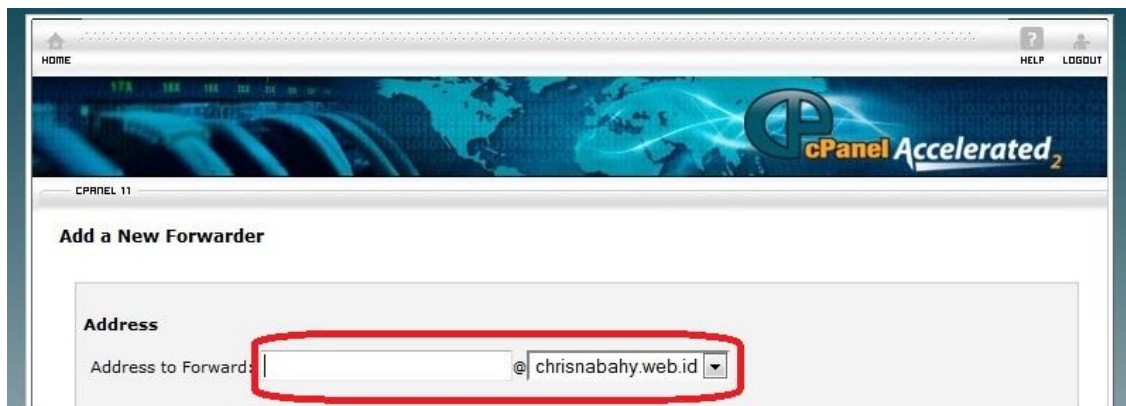 HOME
HELP LOGOUT
cPanel Accelerated2
CPANEL 11
Add a New Forwarder
Address
Address to Forward: @ chrisnabahy.web.id